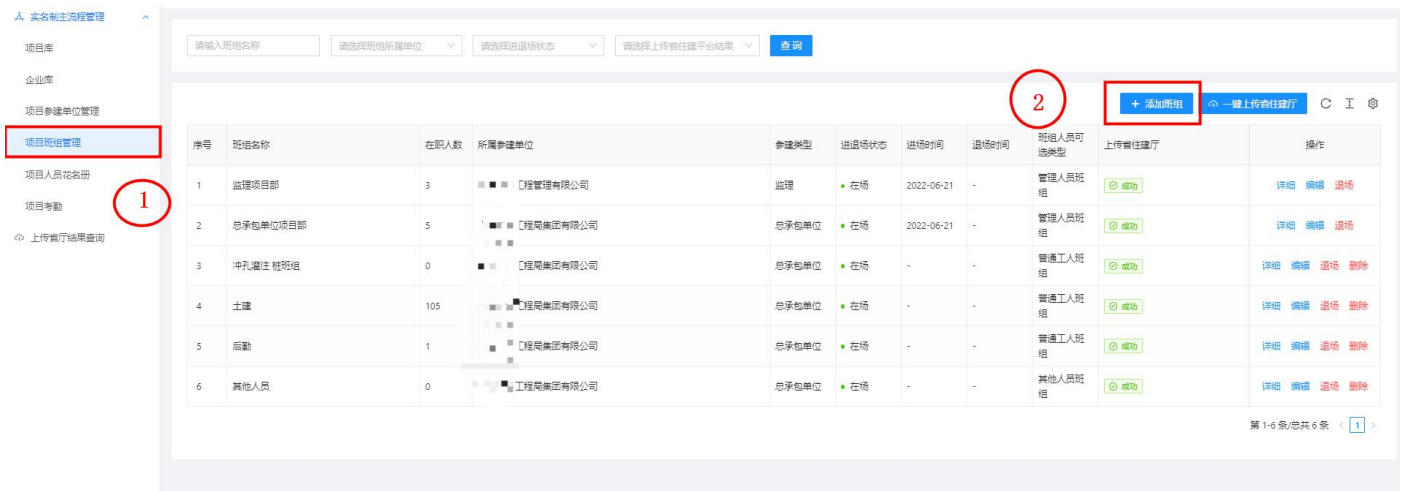 实名制主流程管理
项目库
企业库
项目参建单位管理
项目班组管理
项目人员花名册
项目考勤
上传省厅结果查询
1
请输入班组名称 请选择班组所属单位 请选择进退场状态 请选择上传省住建平台结果 查询
2
+ 添加班组 一键上传省住建厅
序号 班组名称 在职人数 所属参建单位 参建类型 进退场状态 进场时间 退场时间 班组人员可 上传省住建厅 操作
选类型
1 监理项目部 3 工程管理有限公司 监理 在场 2022-06-21 - 管理人员班 成功 详细 编辑 退场
组
2 总承包单位项目部 5 工程局集团有限公司 总承包单位 在场 2022-06-21 - 管理人员班 成功 详细 编辑 退场
组
3 冲孔灌注 桩班组 0 工程局集团有限公司 总承包单位 在场 - - 普通工人班 成功 详细 编辑 退场 删除
组
4 土建 105 工程局集团有限公司 总承包单位 在场 - - 普通工人班 成功 详细 编辑 退场 删除
组
5 后勤 1 工程局集团有限公司 总承包单位 在场 - - 普通工人班 成功 详细 编辑 退场 删除
组
6 其他人员 0 工程局集团有限公司 总承包单位 在场 - - 其他人员班 成功 详细 编辑 退场 删除
组
第 1-6 条/总共 6 条 < 1 >